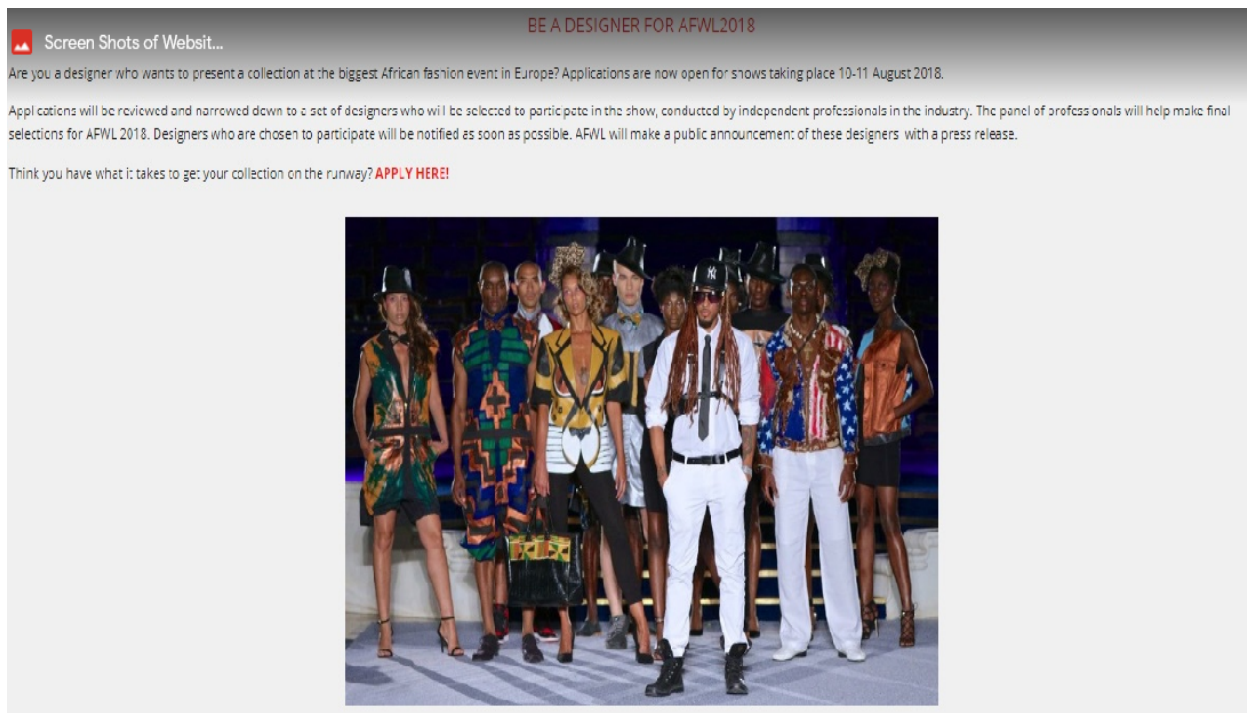 BE A DESIGNER FOR AFWL2018
Screen Shots of Websit...
Are you a designer who wants to present a collection at the biggest African fashion event in Europe? Applications are now open for shows taking place 10-11 August 2018.
Applications will be reviewed and narrowed down to a set of designers who will be selected to participate in the show, conducted by independent professionals in the industry. The panel of professionals will help make final
selections for AFWL 2018. Designers who are chosen to participate will be notified as soon as possible. AFWL will make a public announcement of these designers with a press release.
Think you have what it takes to get your collection on the runway? APPLY HERE!